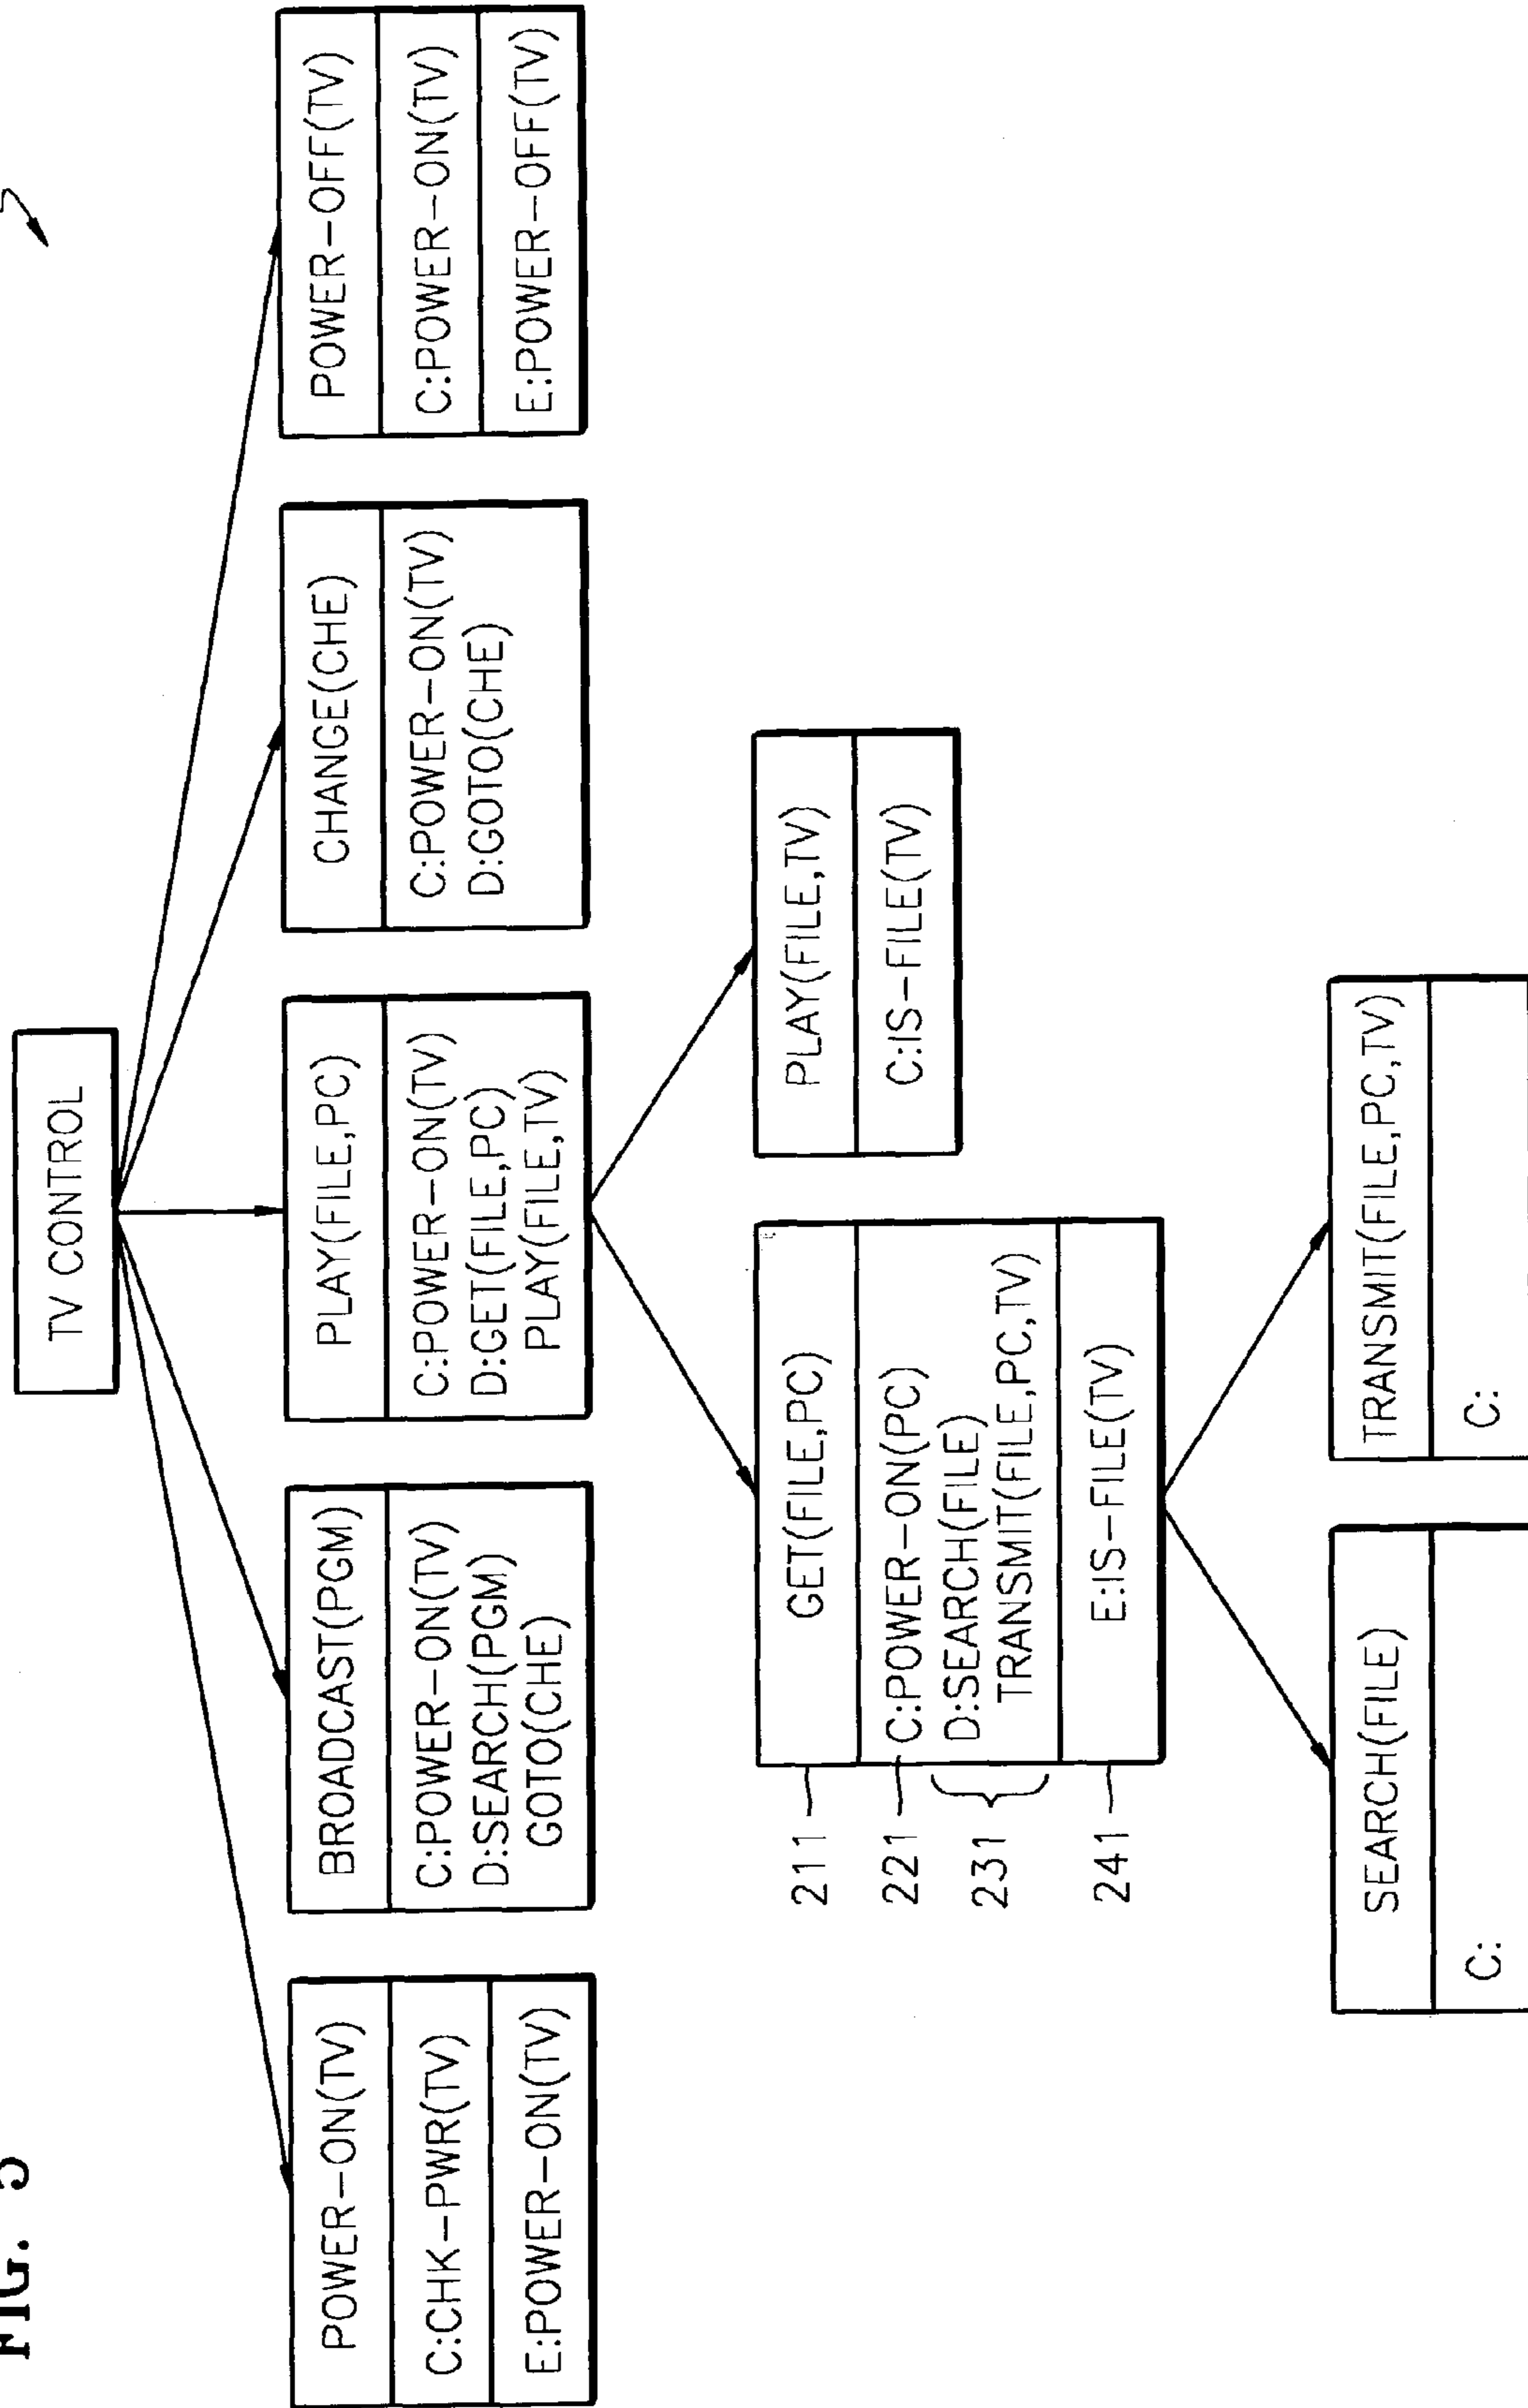 FIG. 5
TV CONTROL
POWER-ON(TV)
C:CHK-PWR(TV)
E:POWER-ON(TV)
BROADCAST(PGM)
C:POWER-ON(TV)
D:SEARCH(PGM)
GOTO(CHE)
PLAY(FILE,PC)
C:POWER-ON(TV)
D:GET(FILE,PC)
PLAY(FILE,TV)
CHANGE(CHE)
C:POWER-ON(TV)
D:GOTO(CHE)
POWER-OFF(TV)
C:POWER-ON(TV)
E:POWER-OFF(TV)
211
221
231
241
GET(FILE,PC)
C:POWER-ON(PC)
D:SEARCH(FILE)
TRANSMIT(FILE,PC,TV)
E:IS-FILE(TV)
PLAY(FILE,TV)
C:IS-FILE(TV)
SEARCH(FILE)
C:
TRANSMIT(FILE,PC,TV)
C: